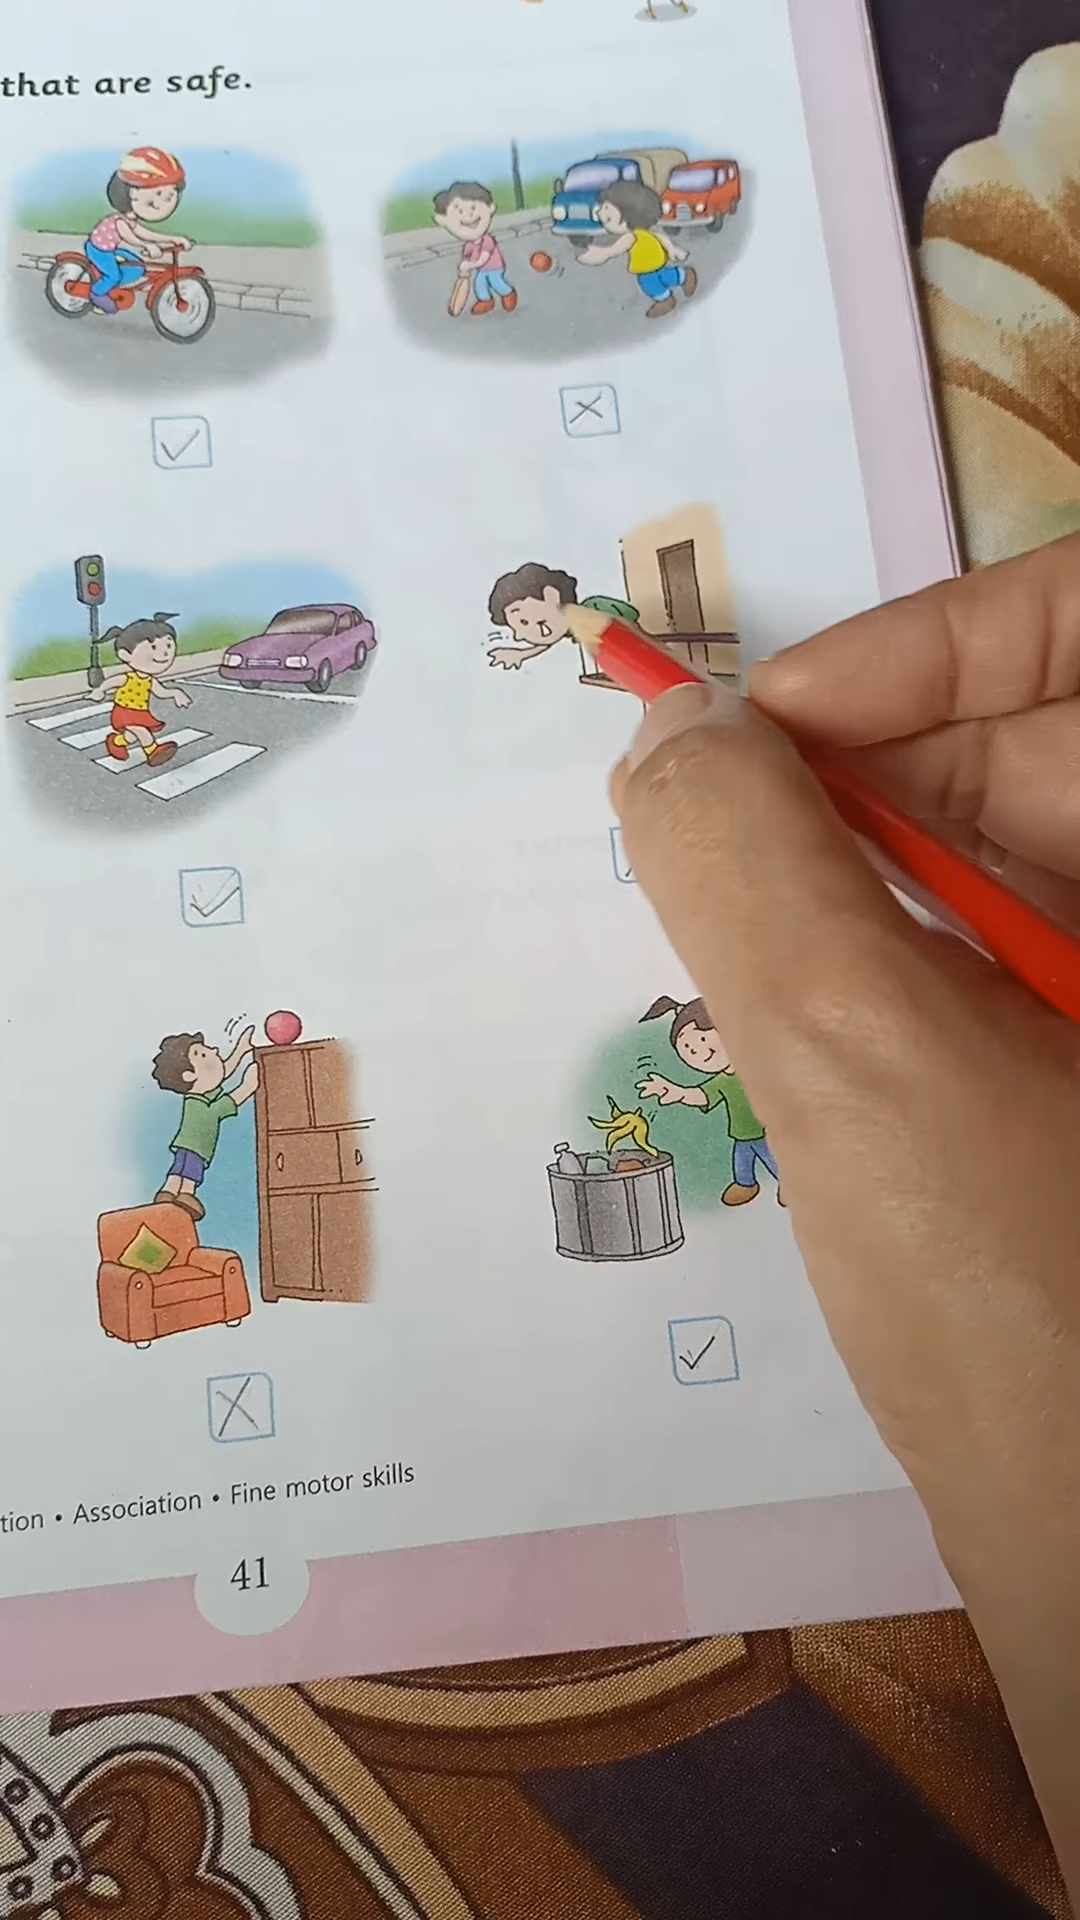 that are safe.
tion • Association • Fine motor skills
41